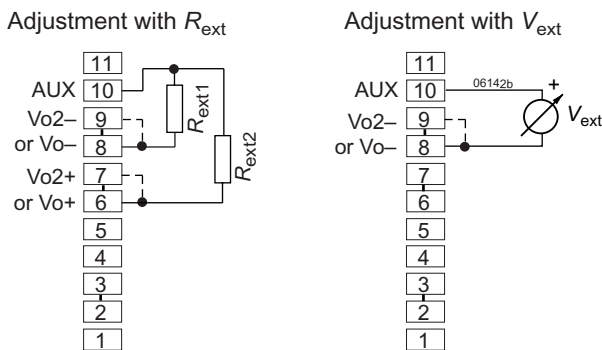 Adjustment with Rext
11
AUX 10
Vo2– 9
or Vo– 8
Vo2+ 7
or Vo+ 6
5
4
3
2
1
Rext1
Rext2
Adjustment with Vext
11
AUX 10 06142b +
Vo2– 9 Vext
or Vo– 8
7
6
5
4
3
2
1